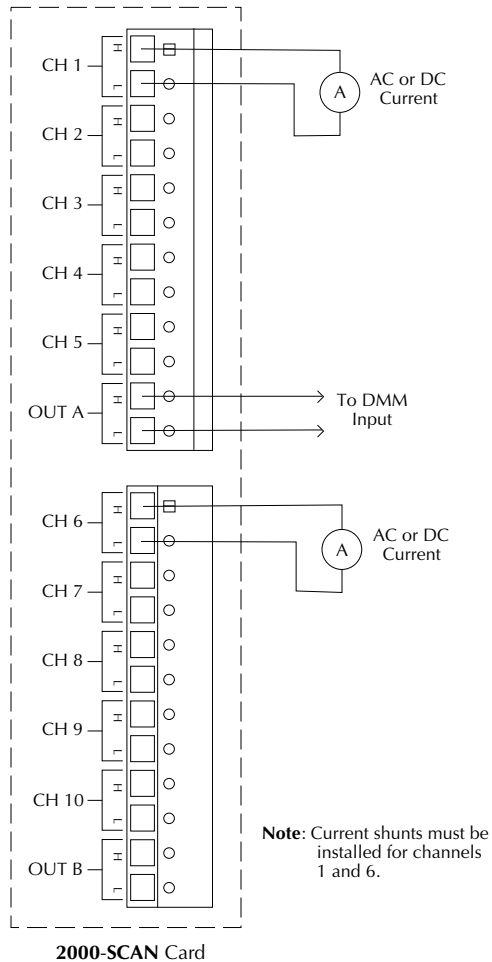 CH 1
H
L
A
AC or DC
Current
CH 2
H
L
CH 3
H
L
CH 4
H
L
CH 5
H
L
OUT A
H
L
To DMM
Input
CH 6
H
L
A
AC or DC
Current
CH 7
H
L
CH 8
H
L
CH 9
H
L
CH 10
H
L
OUT B
H
L
Note: Current shunts must be
installed for channels
1 and 6.
2000-SCAN Card